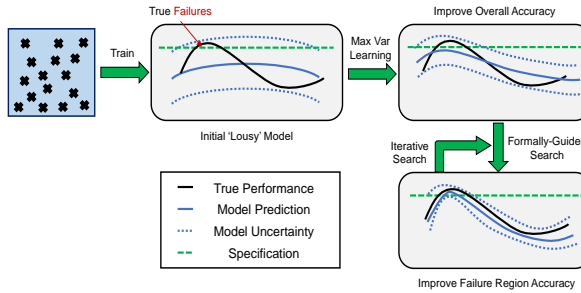 True Failures
Improve Overall Accuracy
Train
Max Var
Learning
Initial 'Lousy' Model
Iterative
Search
Formally-Guide
Search
True Performance
Model Prediction
Model Uncertainty
Specification
Improve Failure Region Accuracy